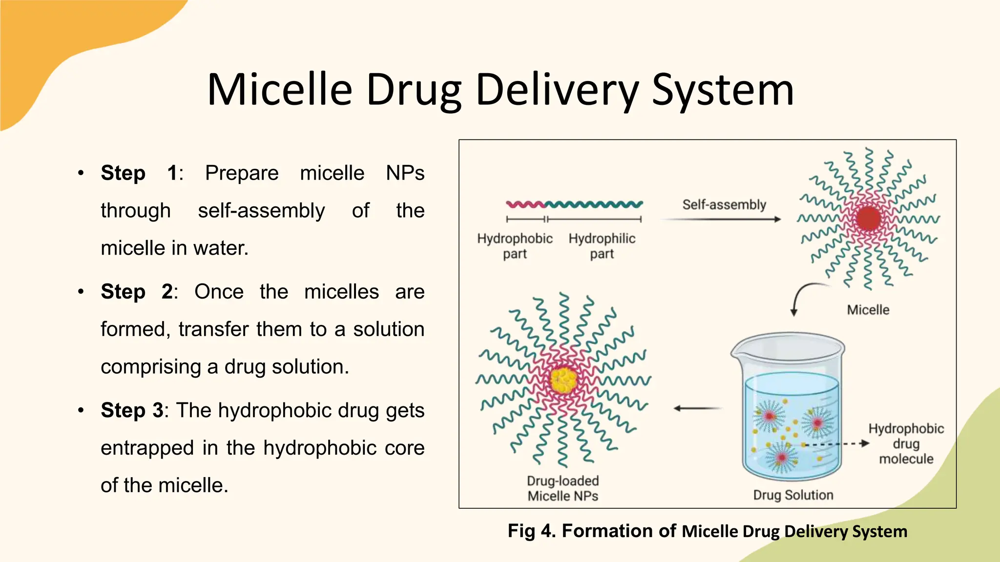 Micelle Drug Delivery System
• Step 1: Prepare micelle NPs
through self-assembly of the
micelle in water.
• Step 2: Once the micelles are
formed, transfer them to a solution
comprising a drug solution.
• Step 3: The hydrophobic drug gets
entrapped in the hydrophobic core
of the micelle.
Self-assembly
Hydrophobic
part
Hydrophilic
part
Micelle
Hydrophobic
drug
molecule
Drug Solution
Drug-loaded
Micelle NPs
Fig 4. Formation of Micelle Drug Delivery System